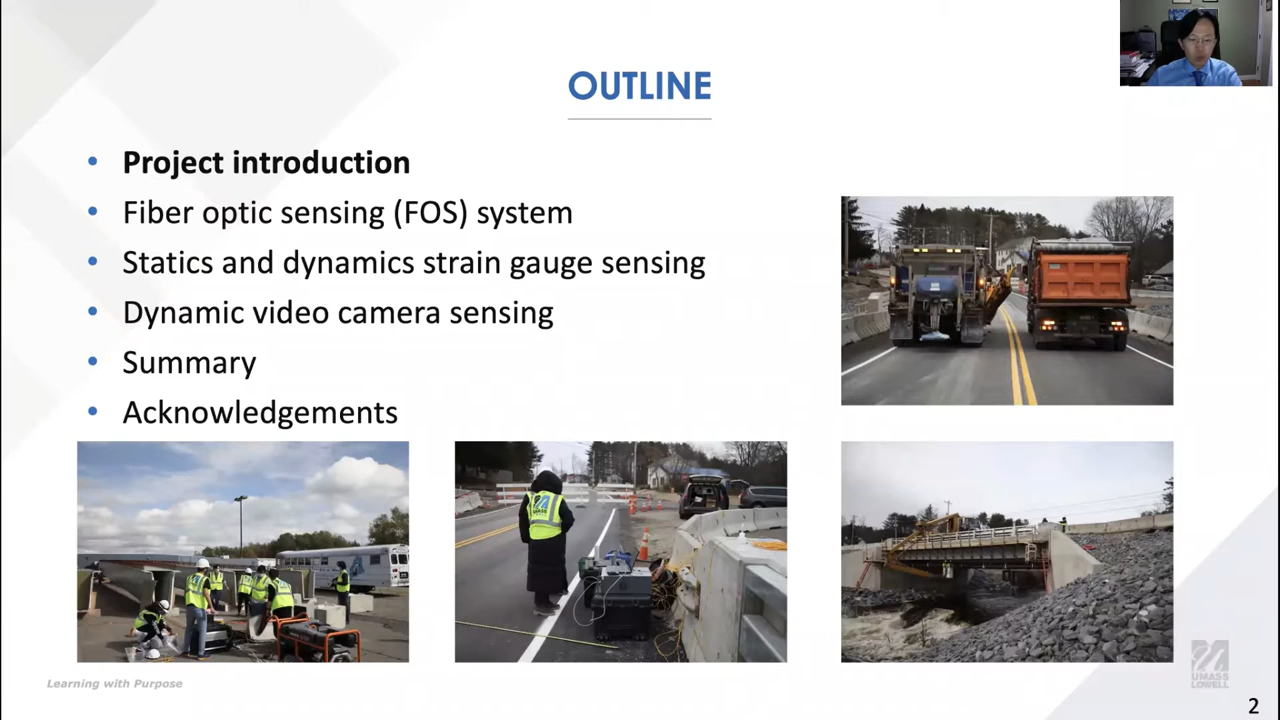 OUTLINE
• Project introduction
• Fiber optic sensing (FOS) system
• Statics and dynamics strain gauge sensing
• Dynamic video camera sensing
• Summary
• Acknowledgements
UMASS
Learning with Purpose
UMASS
LOWELL
2